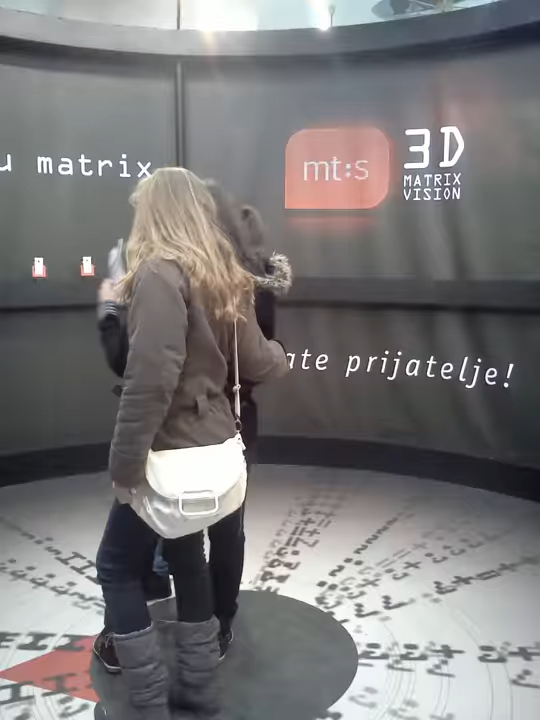 u matrix
mt:s
3D
MATRIX
VISION
ate prijatelje!